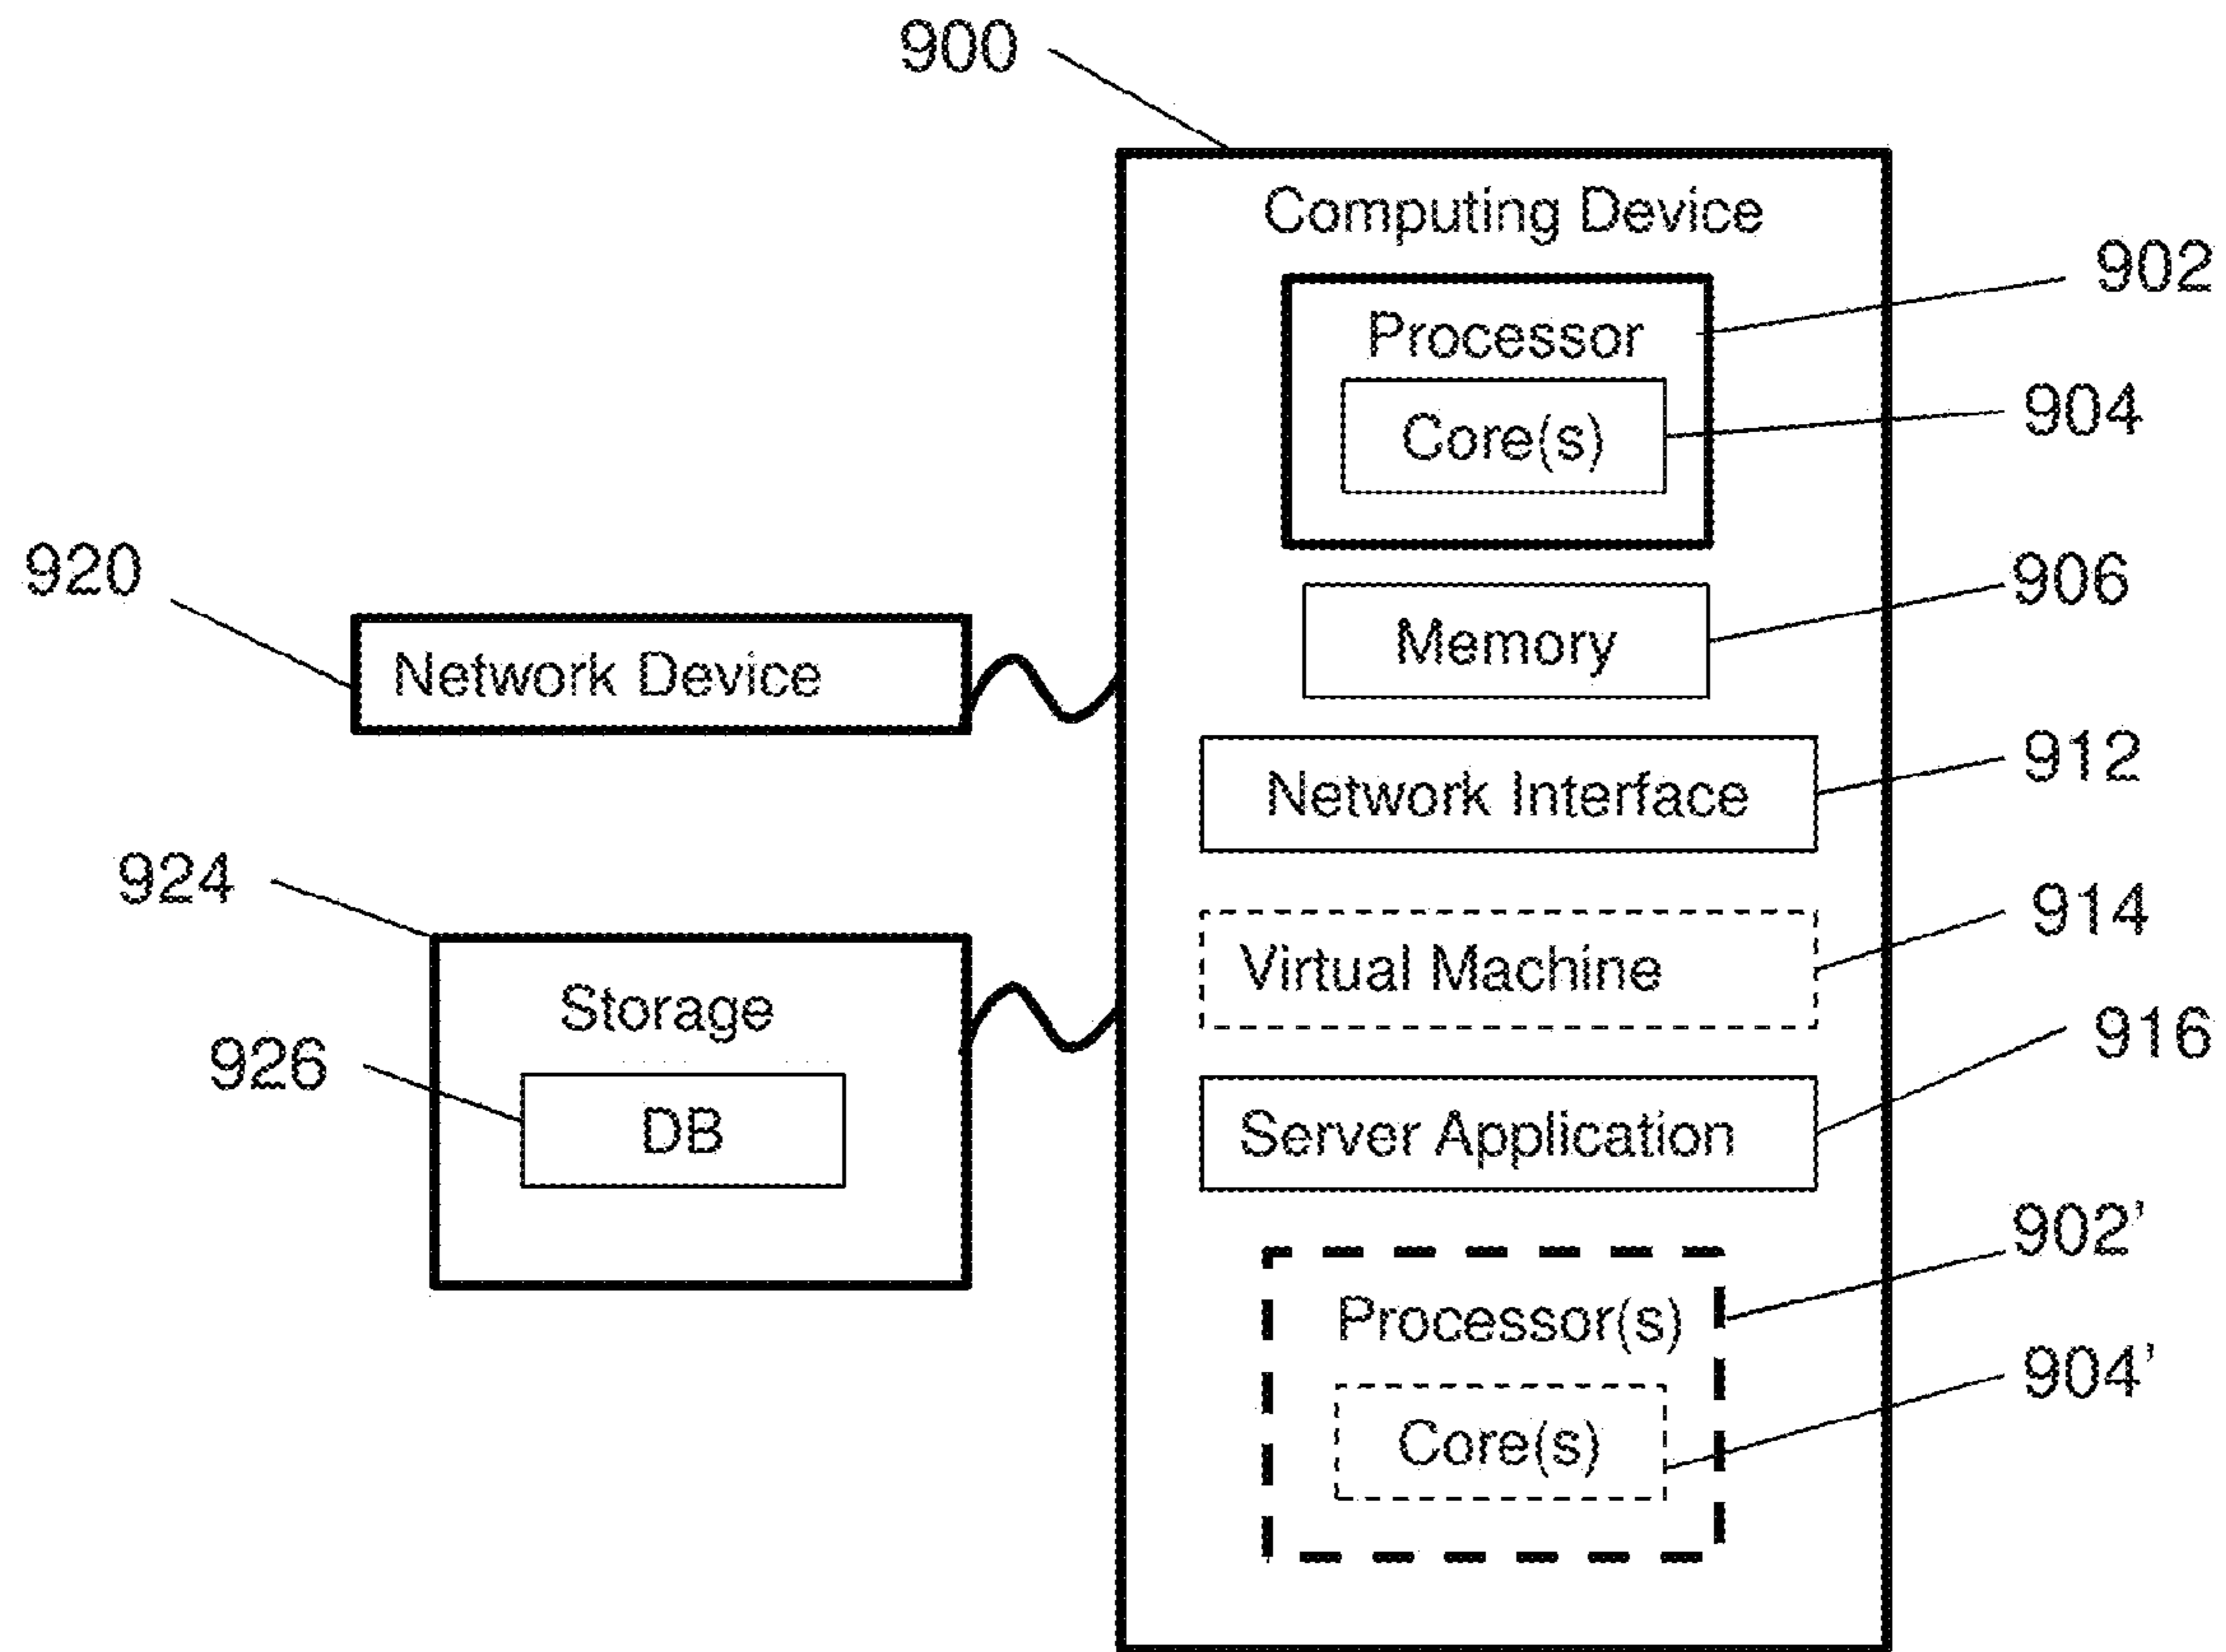 900
Computing Device
902
Processor
904
Core(s)
920
906
Network Device
Memory
912
Network Interface
924
914
Virtual Machine
Storage
916
926
DB
Server Application
902'
Processor(s)
904'
Core(s)